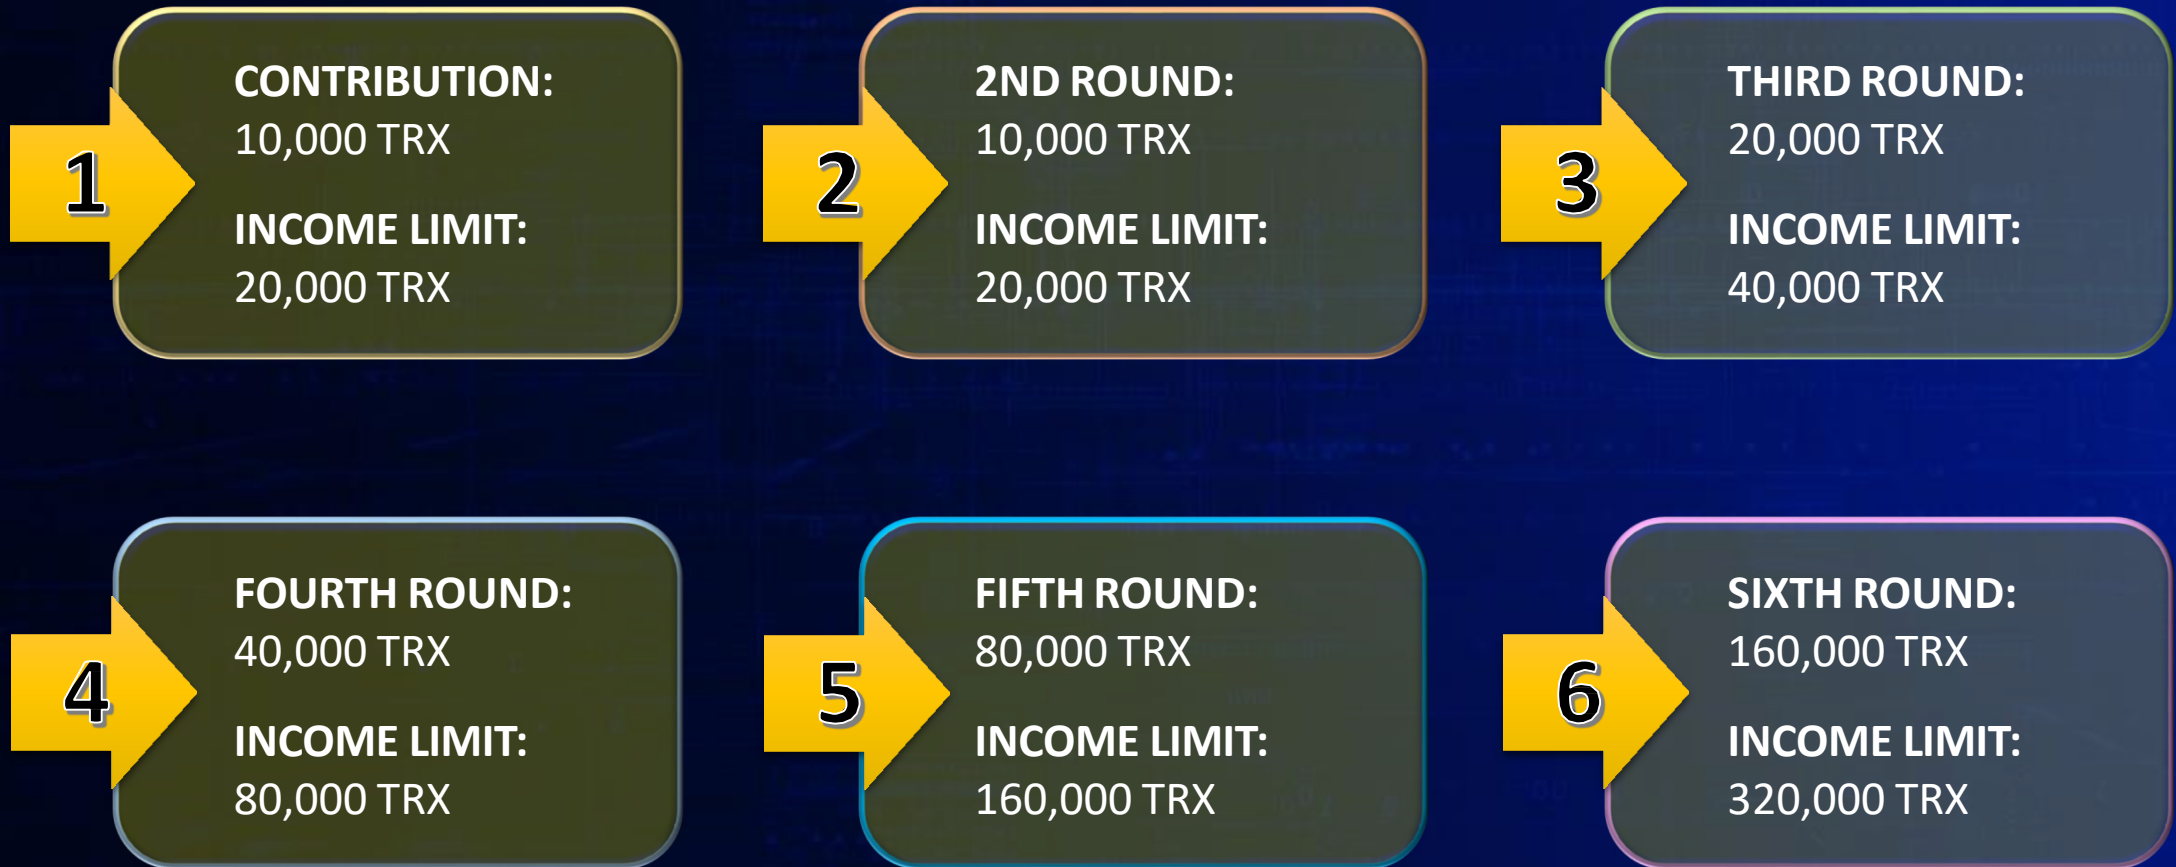 1
CONTRIBUTION:
10,000 TRX
INCOME LIMIT:
20,000 TRX
2
2ND ROUND:
10,000 TRX
INCOME LIMIT:
20,000 TRX
3
THIRD ROUND:
20,000 TRX
INCOME LIMIT:
40,000 TRX
4
FOURTH ROUND:
40,000 TRX
INCOME LIMIT:
80,000 TRX
5
FIFTH ROUND:
80,000 TRX
INCOME LIMIT:
160,000 TRX
6
SIXTH ROUND:
160,000 TRX
INCOME LIMIT:
320,000 TRX